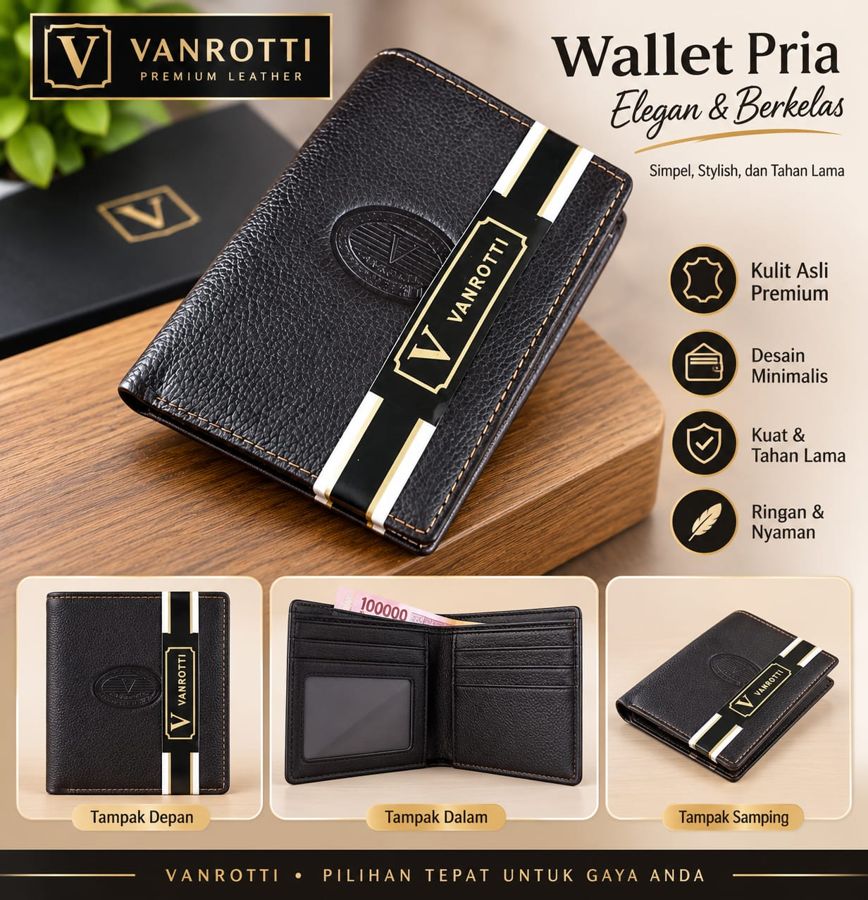 V VANROTTI
PREMIUM LEATHER
Wallet Pria
Elegan & Berkelas
Simpel, Stylish, dan Tahan Lama
V
V
V VANROTTI
Kulit Asli
Premium
Desain
Minimalis
Kuat &
Tahan Lama
Ringan &
Nyaman
V
V VANROTTI
100000
V VANROTTI
Tampak Depan
Tampak Dalam
Tampak Samping
VANROTTI • PILIHAN TEPAT UNTUK GAYA ANDA